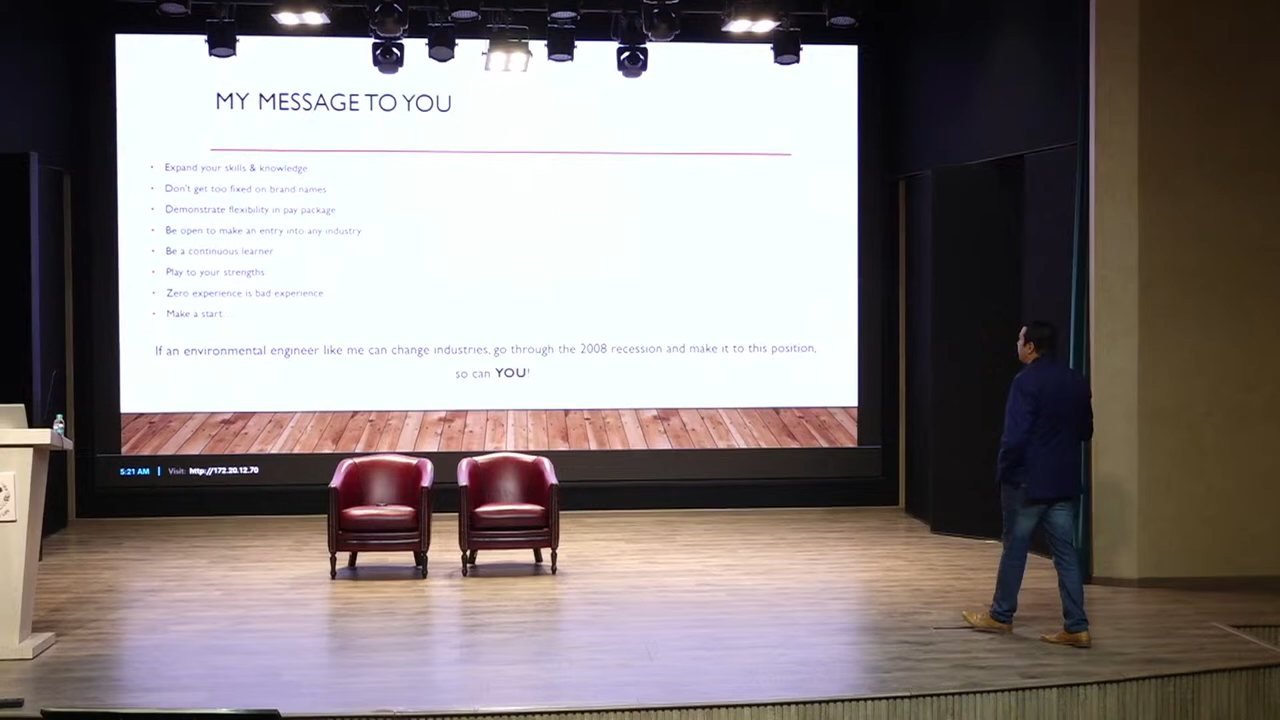 MY MESSAGE TO YOU
• Expand your skills & knowledge
• Don't get too fixed on brand names
• Demonstrate flexibility in pay package
• Be open to make an entry into any industry
• Be a continuous learner
• Play to your strengths
• Zero experience is bad experience
• Make a start…
If an environmental engineer like me can change industries, go through the 2008 recession and make it to this position,
so can YOU!
5:21 AM | Visit: http://172.20.12.70